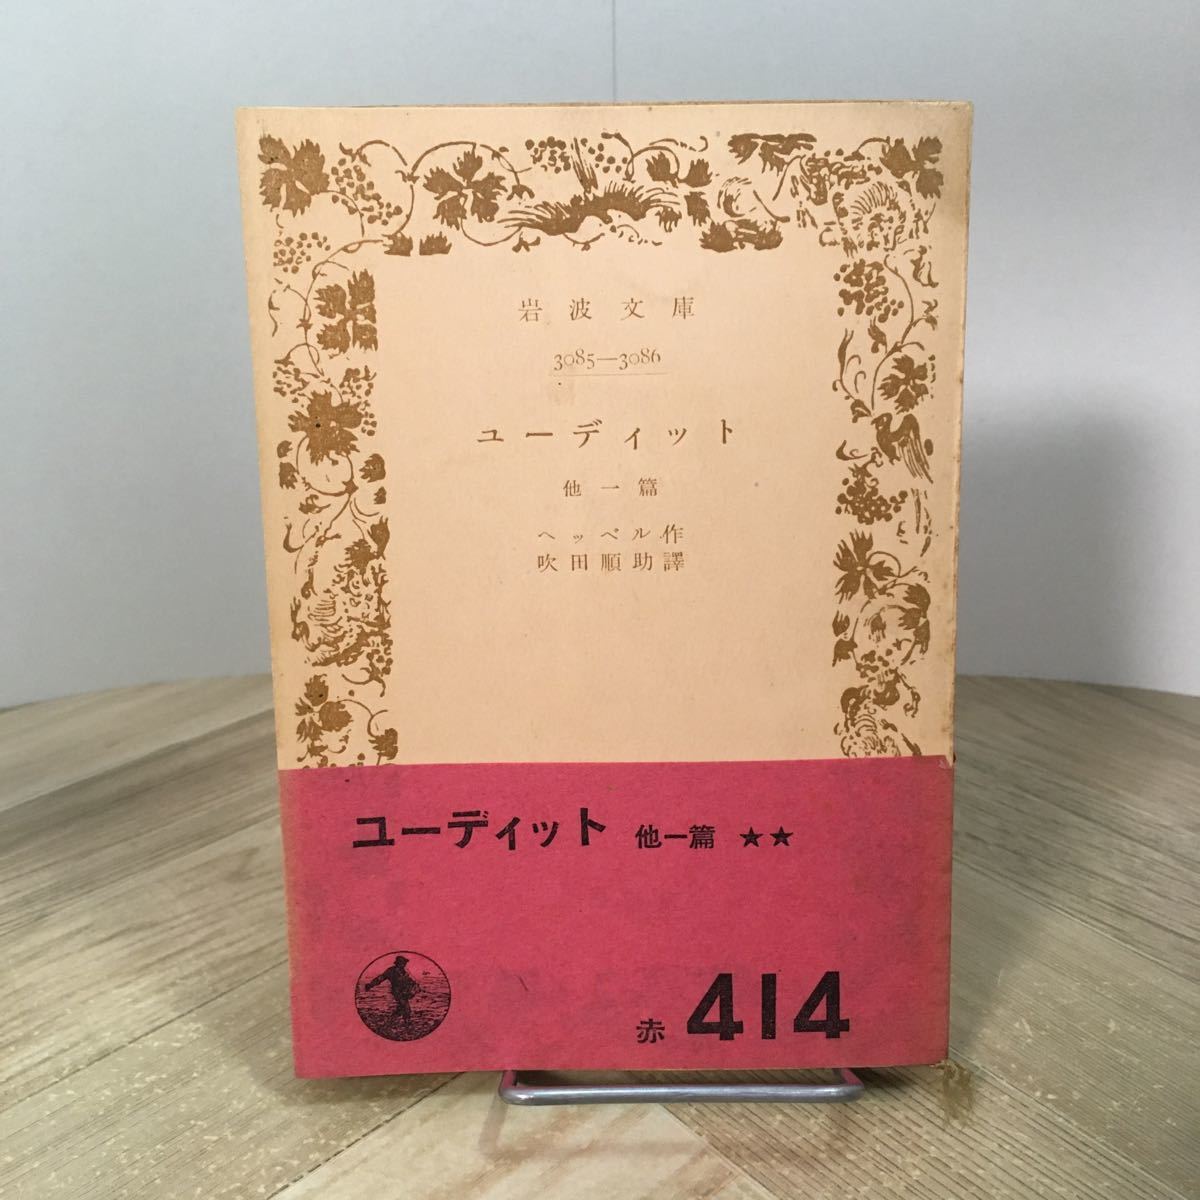 岩波文庫
3085—3086
ユーディット
他一篇
ヘッベル作
吹田順助譯
ユーディット 他一篇 ★★
赤 414